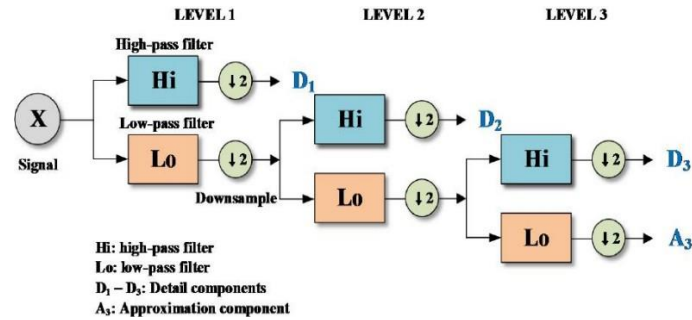 LEVEL 1 LEVEL 2 LEVEL 3
High-pass filter
Hi ↓2 D₁
X
Signal
Low-pass filter
Lo ↓2
Downsample
Hi ↓2 D₂
Lo ↓2
Hi ↓2 D₃
Lo ↓2 A₃
Hi: high-pass filter
Lo: low-pass filter
D₁ – D₃: Detail components
A₃: Approximation component